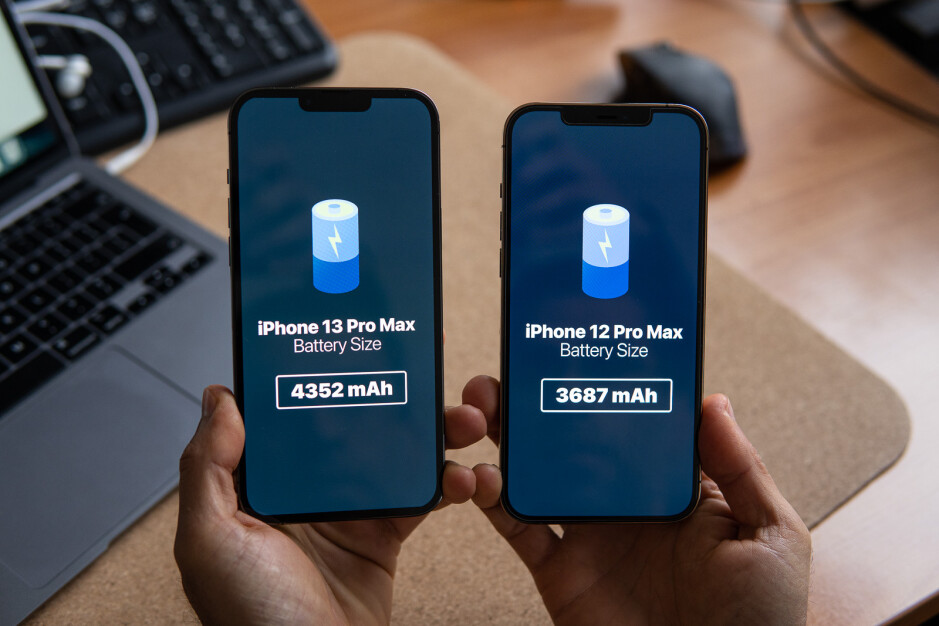 iPhone 13 Pro Max
Battery Size
4352 mAh
iPhone 12 Pro Max
Battery Size
3687 mAh